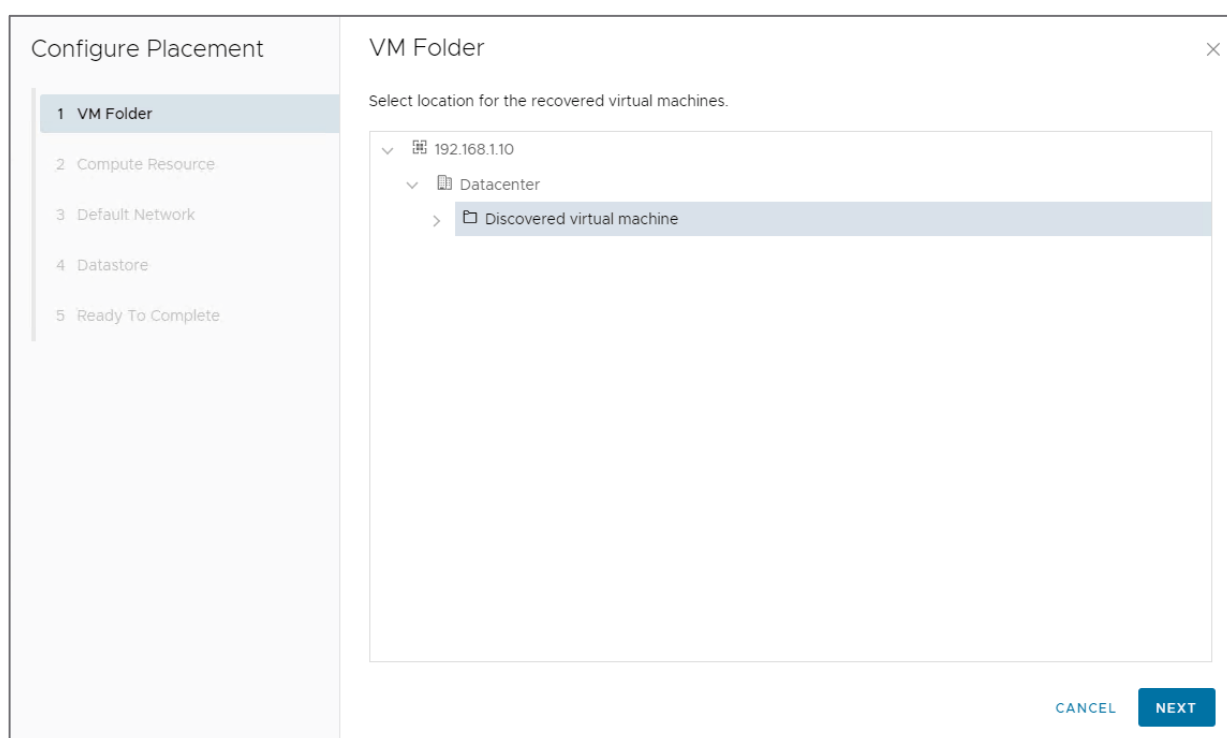 Configure Placement
1 VM Folder
2 Compute Resource
3 Default Network
4 Datastore
5 Ready To Complete
VM Folder
Select location for the recovered virtual machines.
192.168.1.10
Datacenter
Discovered virtual machine
CANCEL NEXT